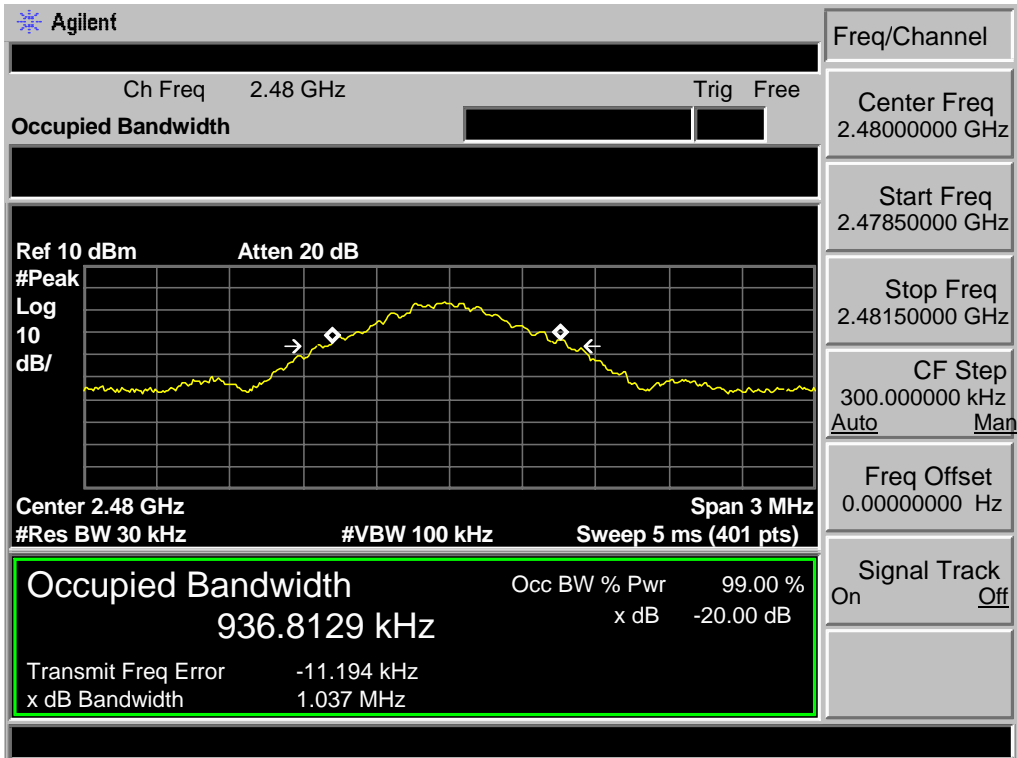 Agilent
Freq/Channel
Ch Freq 2.48 GHz Trig Free
Occupied Bandwidth
Center Freq
2.48000000 GHz
Start Freq
2.47850000 GHz
Stop Freq
2.48150000 GHz
CF Step
300.000000 kHz
Auto Man
Freq Offset
0.00000000 Hz
Signal Track
On Off
Ref 10 dBm Atten 20 dB
#Peak
Log
10
dB/
Center 2.48 GHz Span 3 MHz
#Res BW 30 kHz #VBW 100 kHz Sweep 5 ms (401 pts)
Occupied Bandwidth Occ BW % Pwr 99.00 %
936.8129 kHz x dB -20.00 dB
Transmit Freq Error -11.194 kHz
x dB Bandwidth 1.037 MHz